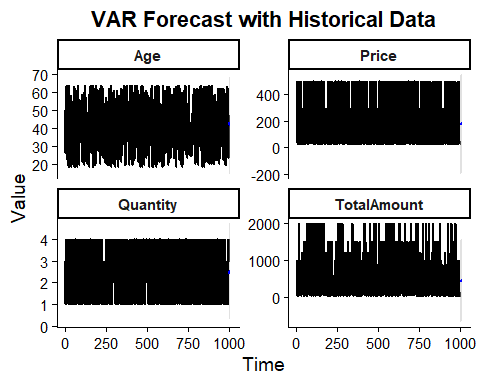 VAR Forecast with Historical Data
Age
Price
70
60
50
40
30
20
400
200
0
-200
Value
Quantity
TotalAmount
4
3
2
1
0
2000
1000
0
0 250 500 750 1000
0 250 500 750 1000
Time